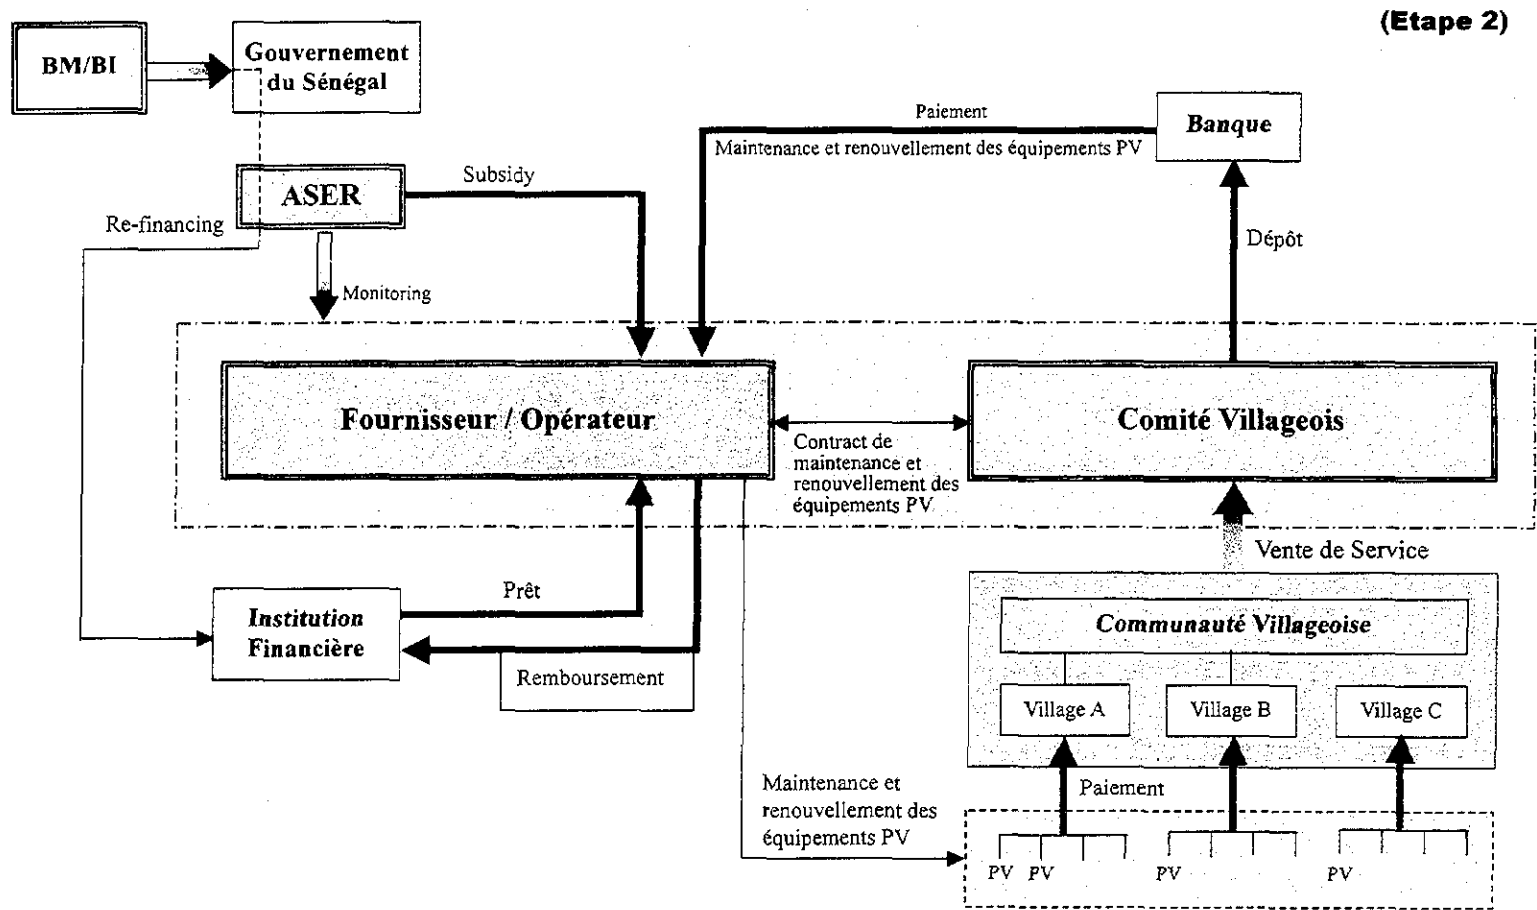 (Etape 2)
BM/BI
Gouvernement
du Sénégal
Paiement
Maintenance et renouvellement des équipements PV
Banque
ASER
Subsidy
Re-financing
Dépôt
Monitoring
Fournisseur / Opérateur
Comité Villageois
Contract de
maintenance et
renouvellement des
équipements PV
Vente de Service
Prêt
Institution
Financière
Remboursement
Communauté Villageoise
Village A
Village B
Village C
Maintenance et
renouvellement des
équipements PV
Paiement
PV PV
PV
PV